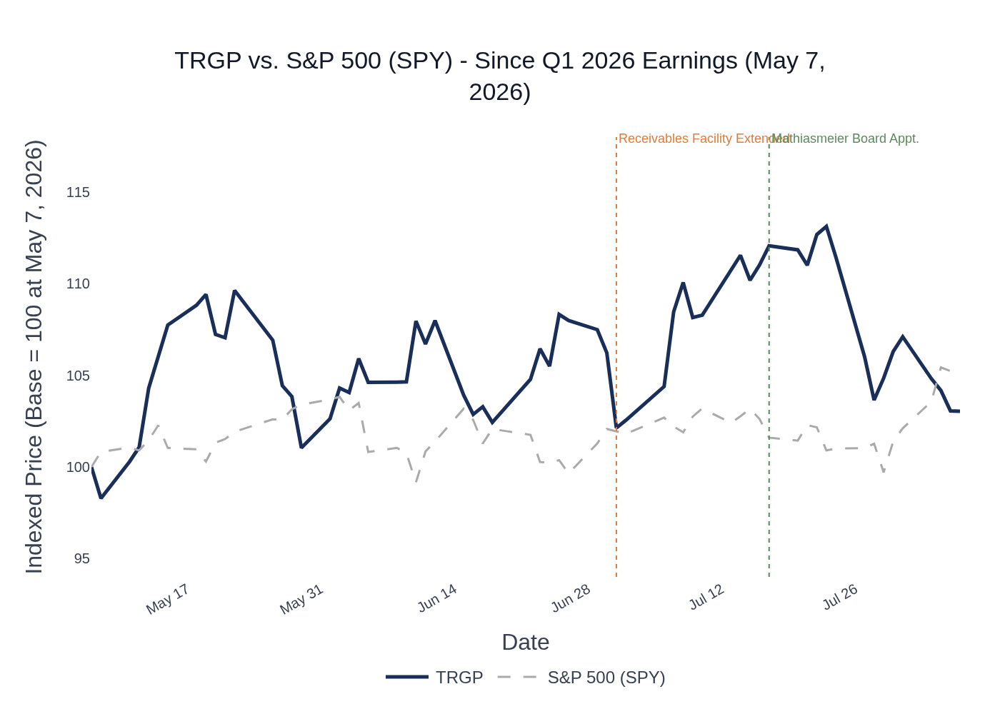 TRGP vs. S&P 500 (SPY) - Since Q1 2026 Earnings (May 7,
2026)
Receivables Facility Extended
Mathiasmeier Board Appt.
Indexed Price (Base = 100 at May 7, 2026)
115
110
105
100
95
May 17
May 31
Jun 14
Jun 28
Jul 12
Jul 26
Date
TRGP
S&P 500 (SPY)